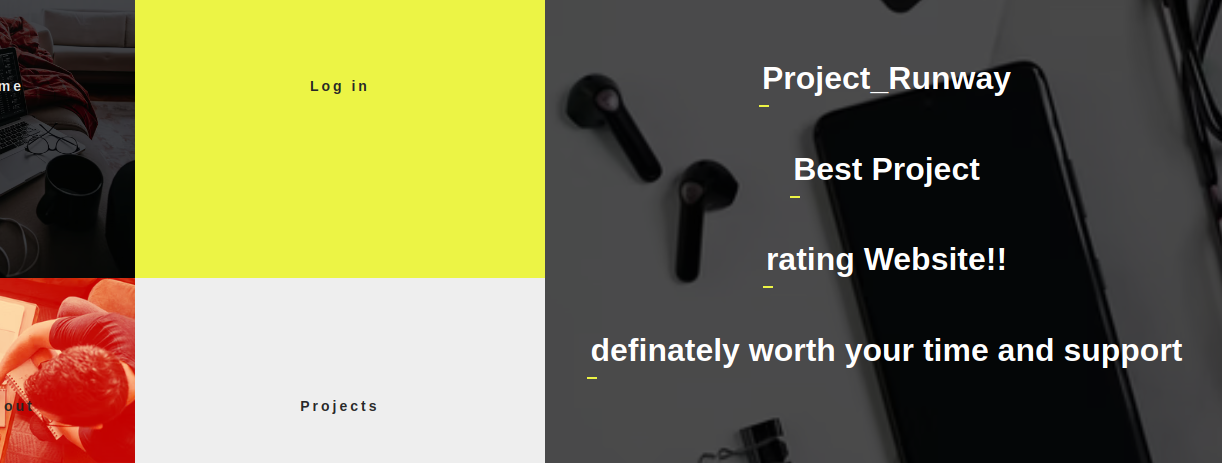 me
Log in
Project_Runway
Best Project
rating Website!!
definately worth your time and support
out
Projects